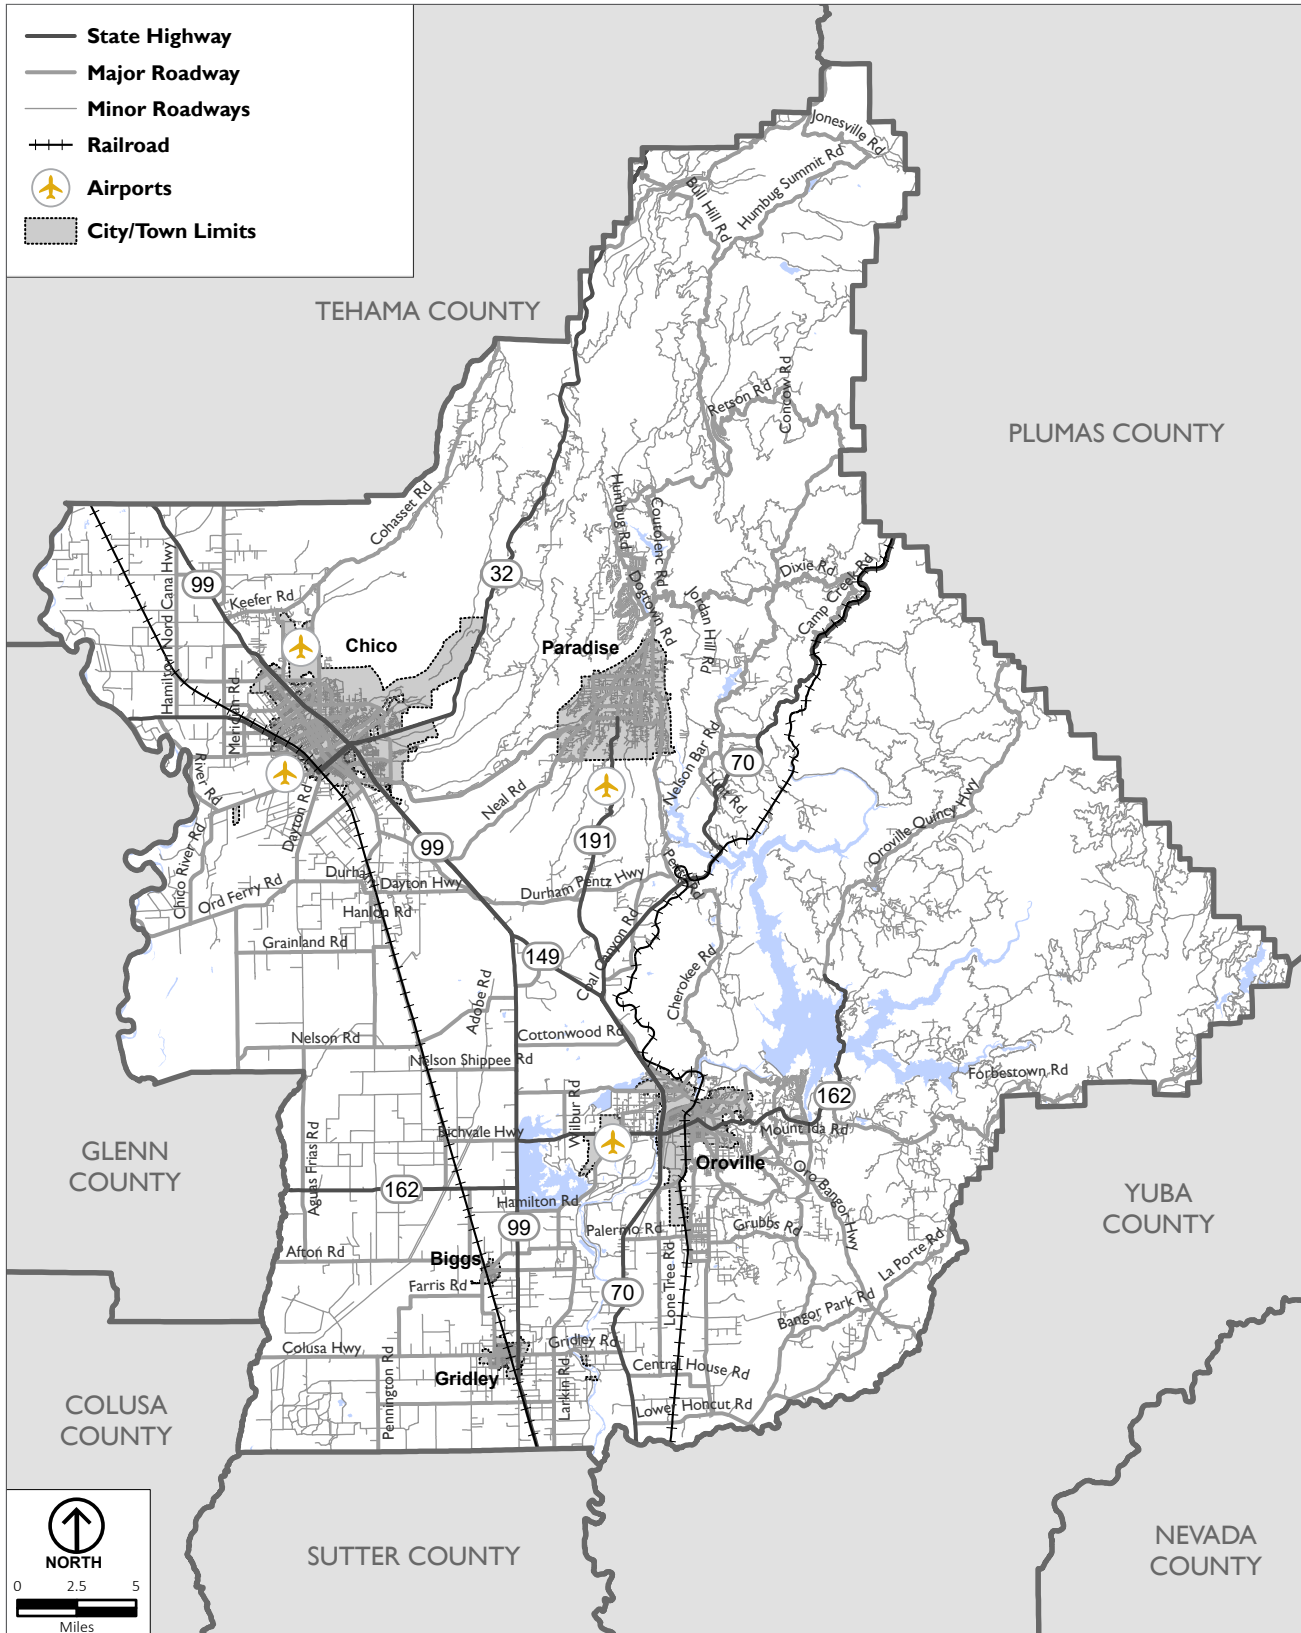 State Highway
Major Roadway
Minor Roadways
Railroad
Airports
City/Town Limits
Jonesville Rd
Humbug Summit Rd
Bull Hill Rd
TEHAMA COUNTY
PLUMAS COUNTY
Retson Rd
Concow Rd
Cohasset Rd
Humbug Rd
Coutolenc Rd
Hamilton Nord Cana Hwy
99
32
Keefer Rd
Dixie Rd
Camp Creek Rd
Dogtown Rd
Jordan Hill Rd
Chico
Paradise
Meridian Rd
River Rd
Nelson Bar Rd
70
Lunt Rd
Neal Rd
Dayton Rd
Oroville Quincy Hwy
99
191
Chico River Rd
Ord Ferry Rd
Durham
Dayton Hwy
Durham Pentz Hwy
Pentz Rd
Hanlon Rd
Grainland Rd
149
Coal Canyon Rd
Cherokee Rd
Adobe Rd
Nelson Rd
Cottonwood Rd
Nelson Shippee Rd
Forbestown Rd
Wilbur Rd
162
Richvale Hwy
Mount Ida Rd
Aguas Frias Rd
Oroville
GLENN
COUNTY
162
Hamilton Rd
Oro Bangor Hwy
YUBA
COUNTY
99
Palermo Rd
Grubbs Rd
Afton Rd
Biggs
La Porte Rd
Farris Rd
70
Lone Tree Rd
Bangor Park Rd
Colusa Hwy
Gridley Rd
Pennington Rd
Gridley
Larkin Rd
Central House Rd
Lower Honcut Rd
COLUSA
COUNTY
NORTH
0 2.5 5
Miles
SUTTER COUNTY
NEVADA
COUNTY